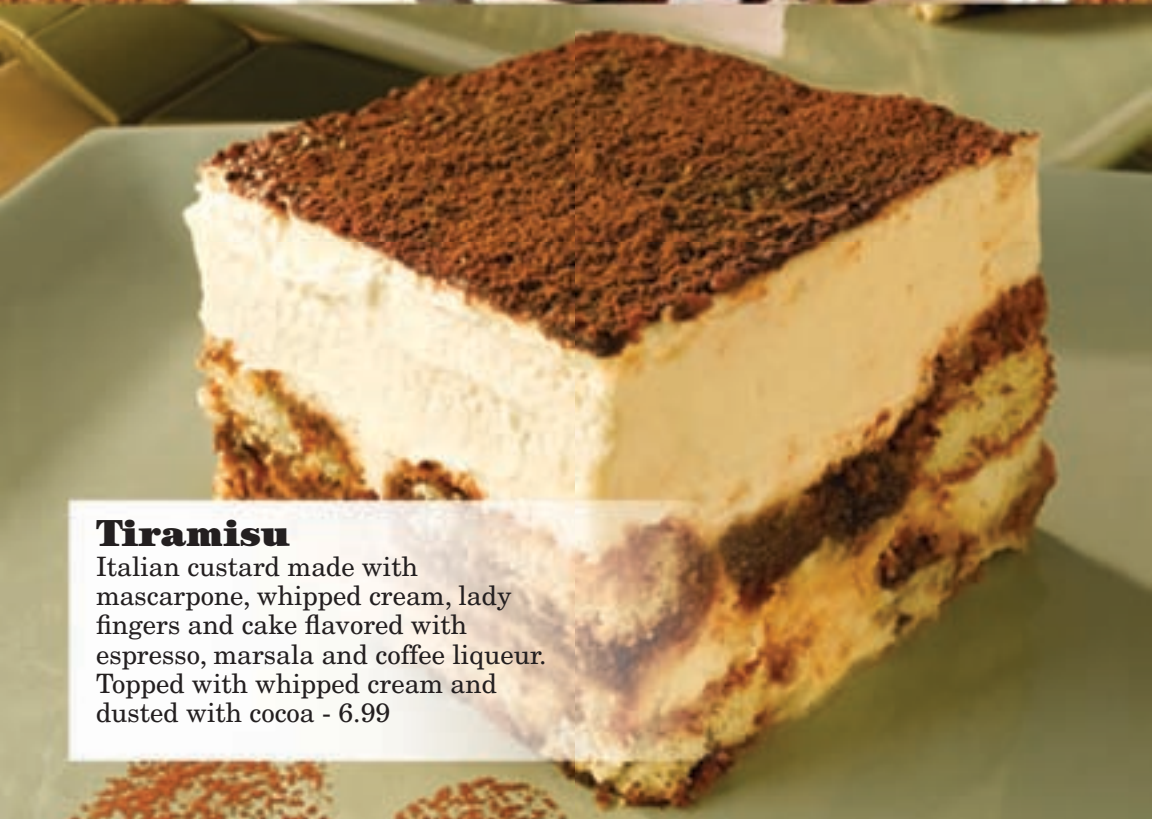 Tiramisu
Italian custard made with
mascarpone, whipped cream, lady
fingers and cake flavored with
espresso, marsala and coffee liqueur.
Topped with whipped cream and
dusted with cocoa - 6.99